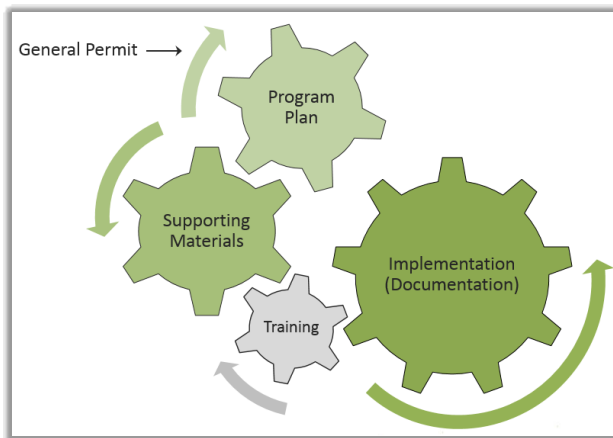 General Permit
Program
Plan
Supporting
Materials
Implementation
(Documentation)
Training